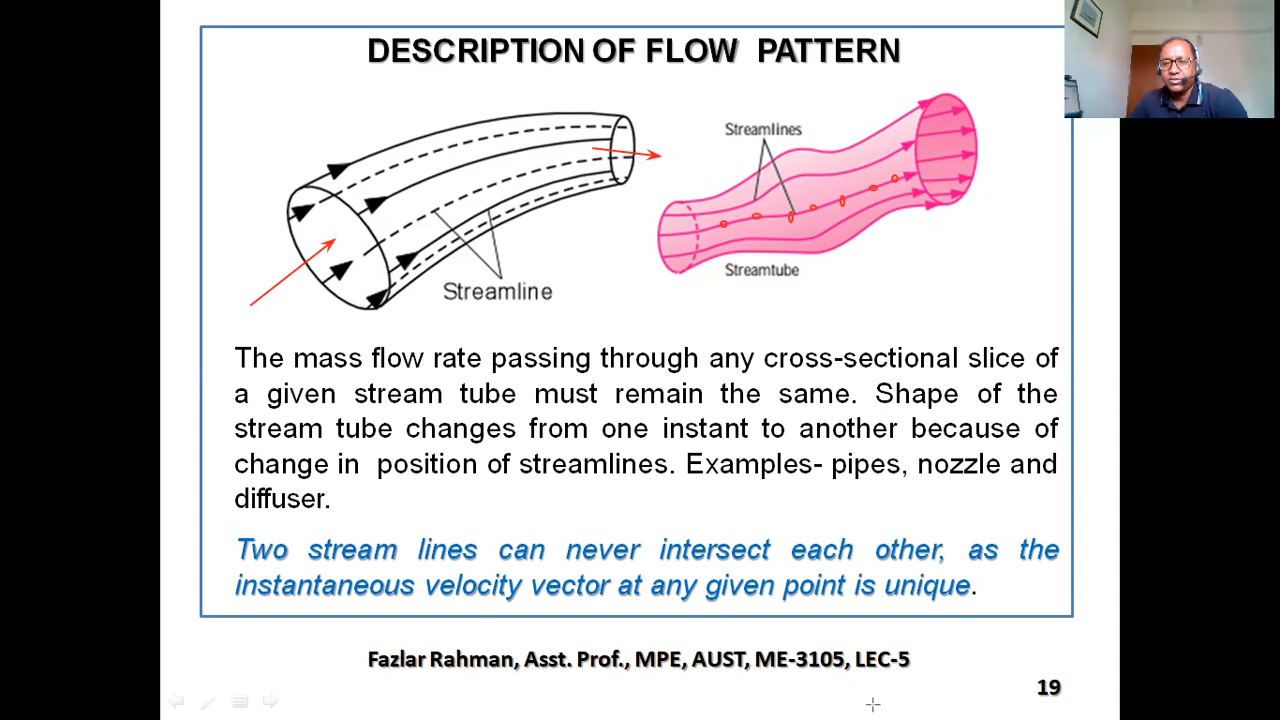 DESCRIPTION OF FLOW PATTERN
Streamline
Streamlines
Streamtube
The mass flow rate passing through any cross-sectional slice of
a given stream tube must remain the same. Shape of the
stream tube changes from one instant to another because of
change in position of streamlines. Examples- pipes, nozzle and
diffuser.
Two stream lines can never intersect each other, as the
instantaneous velocity vector at any given point is unique.
Fazlar Rahman, Asst. Prof., MPE, AUST, ME-3105, LEC-5
19